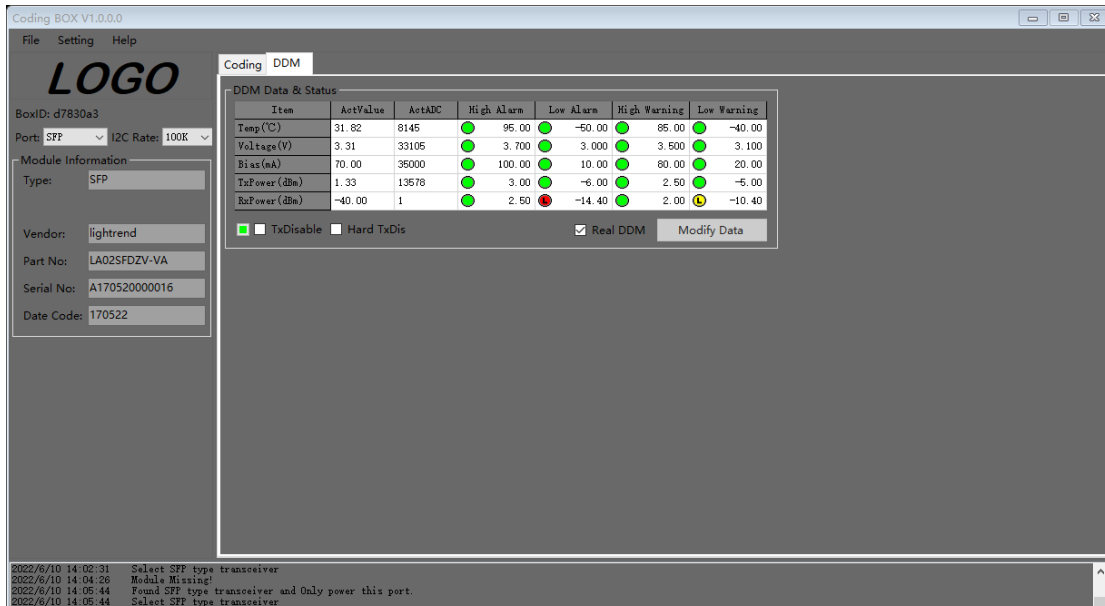 Coding BOX V1.0.0.0
File Setting Help
LOGO
BoxID: d7830a3
Port: SFP I2C Rate: 100K
Module Information
Type: SFP
Vendor: lightrend
Part No: LA02SFDZV-VA
Serial No: A170520000016
Date Code: 170522
Coding DDM
DDM Data & Status
Item ActValue ActADC High Alarm Low Alarm High Warning Low Warning
Temp(℃) 31.82 8145 95.00 -50.00 85.00 -40.00
Voltage(V) 3.31 33105 3.700 3.000 3.500 3.100
Bias(mA) 70.00 35000 100.00 10.00 80.00 20.00
TxPower(dBm) 1.33 13578 3.00 -6.00 2.50 -5.00
RxPower(dBm) -40.00 1 2.50 L -14.40 2.00 L -10.40
TxDisable Hard TxDis Real DDM Modify Data
2022/6/10 14:02:31 Select SFP type transceiver
2022/6/10 14:04:26 Module Missing!
2022/6/10 14:05:44 Found SFP type transceiver and Only power this port.
2022/6/10 14:05:44 Select SFP type transceiver